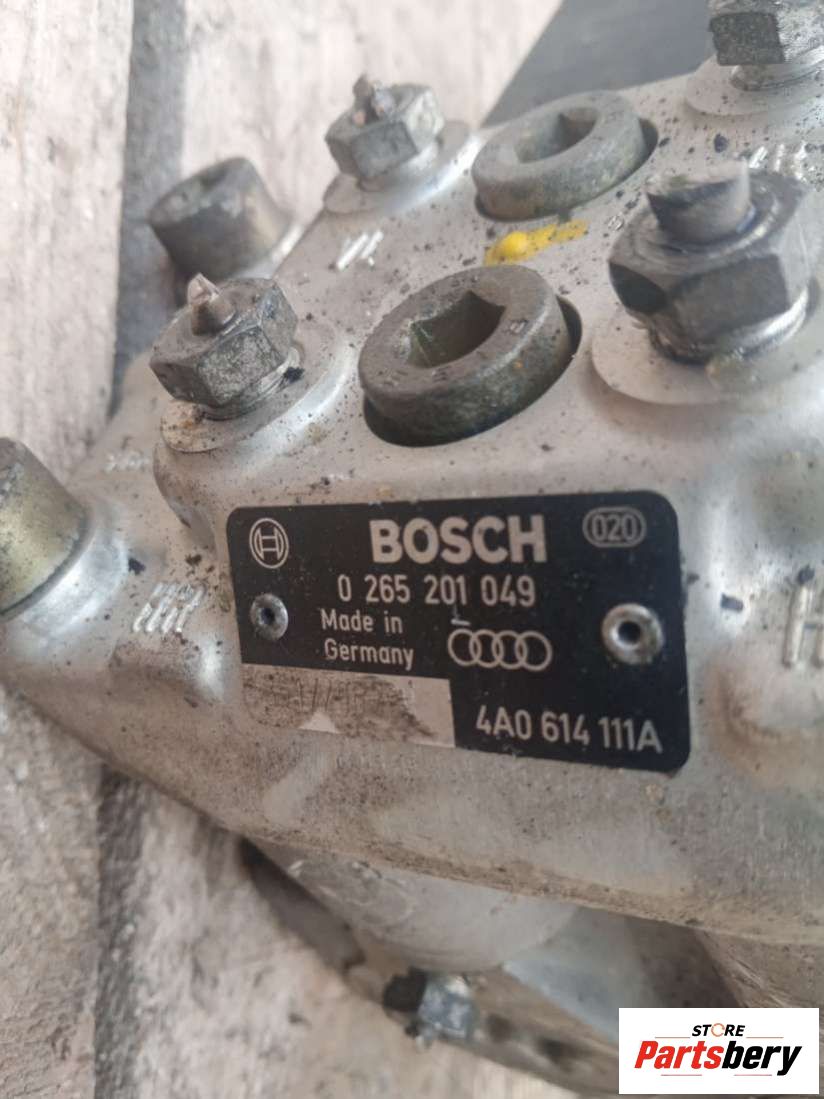 BOSCH
020
0 265 201 049
Made in
Germany
4A0 614 111A
STORE
Partsbery